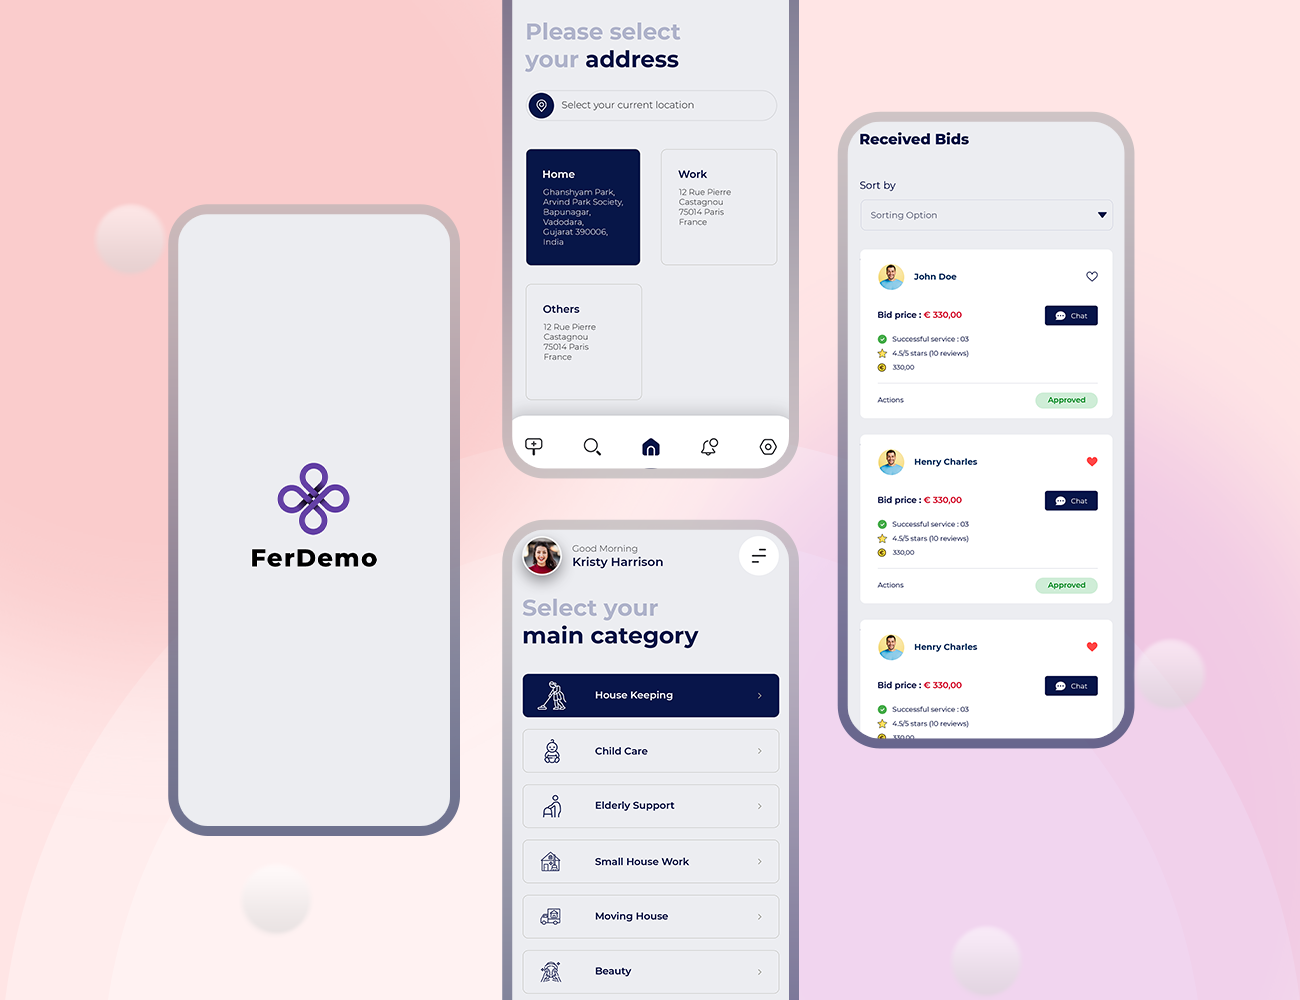 FerDemo
Please select
your address
Select your current location
Home
Ghanshyam Park,
Arvind Park Society,
Bapunagar,
Vadodara,
Gujarat 390006,
India
Work
12 Rue Pierre
Castagnou
75014 Paris
France
Others
12 Rue Pierre
Castagnou
75014 Paris
France
Good Morning
Kristy Harrison
Select your
main category
House Keeping
Child Care
Elderly Support
Small House Work
Moving House
Beauty
Received Bids
Sort by
Sorting Option
John Doe
Bid price : € 330,00
Chat
Successful service : 03
4.5/5 stars (10 reviews)
330,00
Actions
Approved
Henry Charles
Bid price : € 330,00
Chat
Successful service : 03
4.5/5 stars (10 reviews)
330,00
Actions
Approved
Henry Charles
Bid price : € 330,00
Chat
Successful service : 03
4.5/5 stars (10 reviews)
330,00